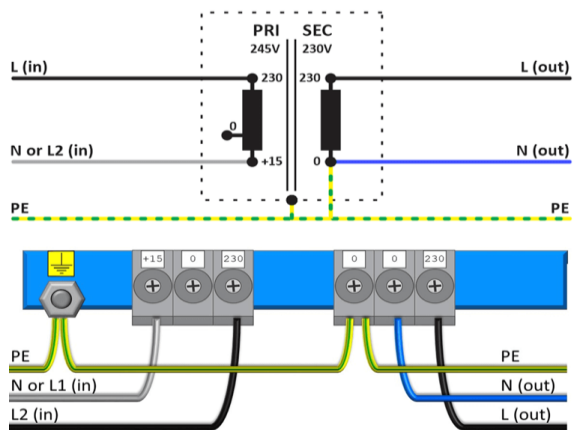 PRI SEC
245V 230V
L (in) 230 230 L (out)
0
N or L2 (in) +15 0 N (out)
PE PE
+15 0 230 0 0 230
PE PE
N or L1 (in) N (out)
L2 (in) L (out)